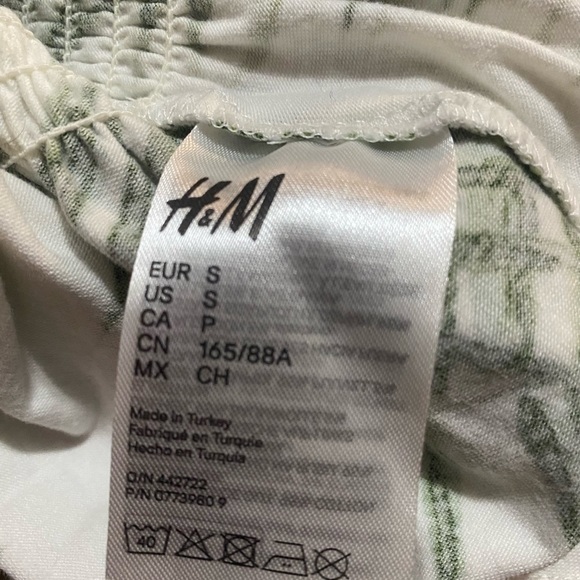 H&M
EUR S
US S
CA P
CN 165/88A
MX CH
Made in Turkey
Fabriqué en Turquie
Hecho en Turquía
O/N 442722
P/N 0773980 9
40